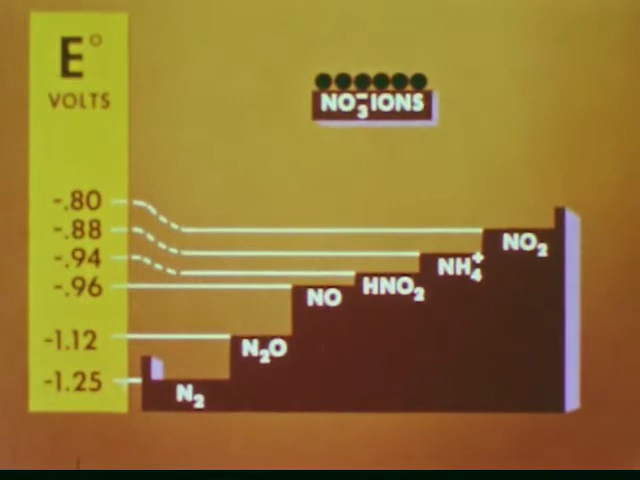 E°
VOLTS
NO₃⁻ IONS
-.80
-.88
-.94
-.96
-1.12
-1.25
NO₂
NH₄⁺
HNO₂
NO
N₂O
N₂